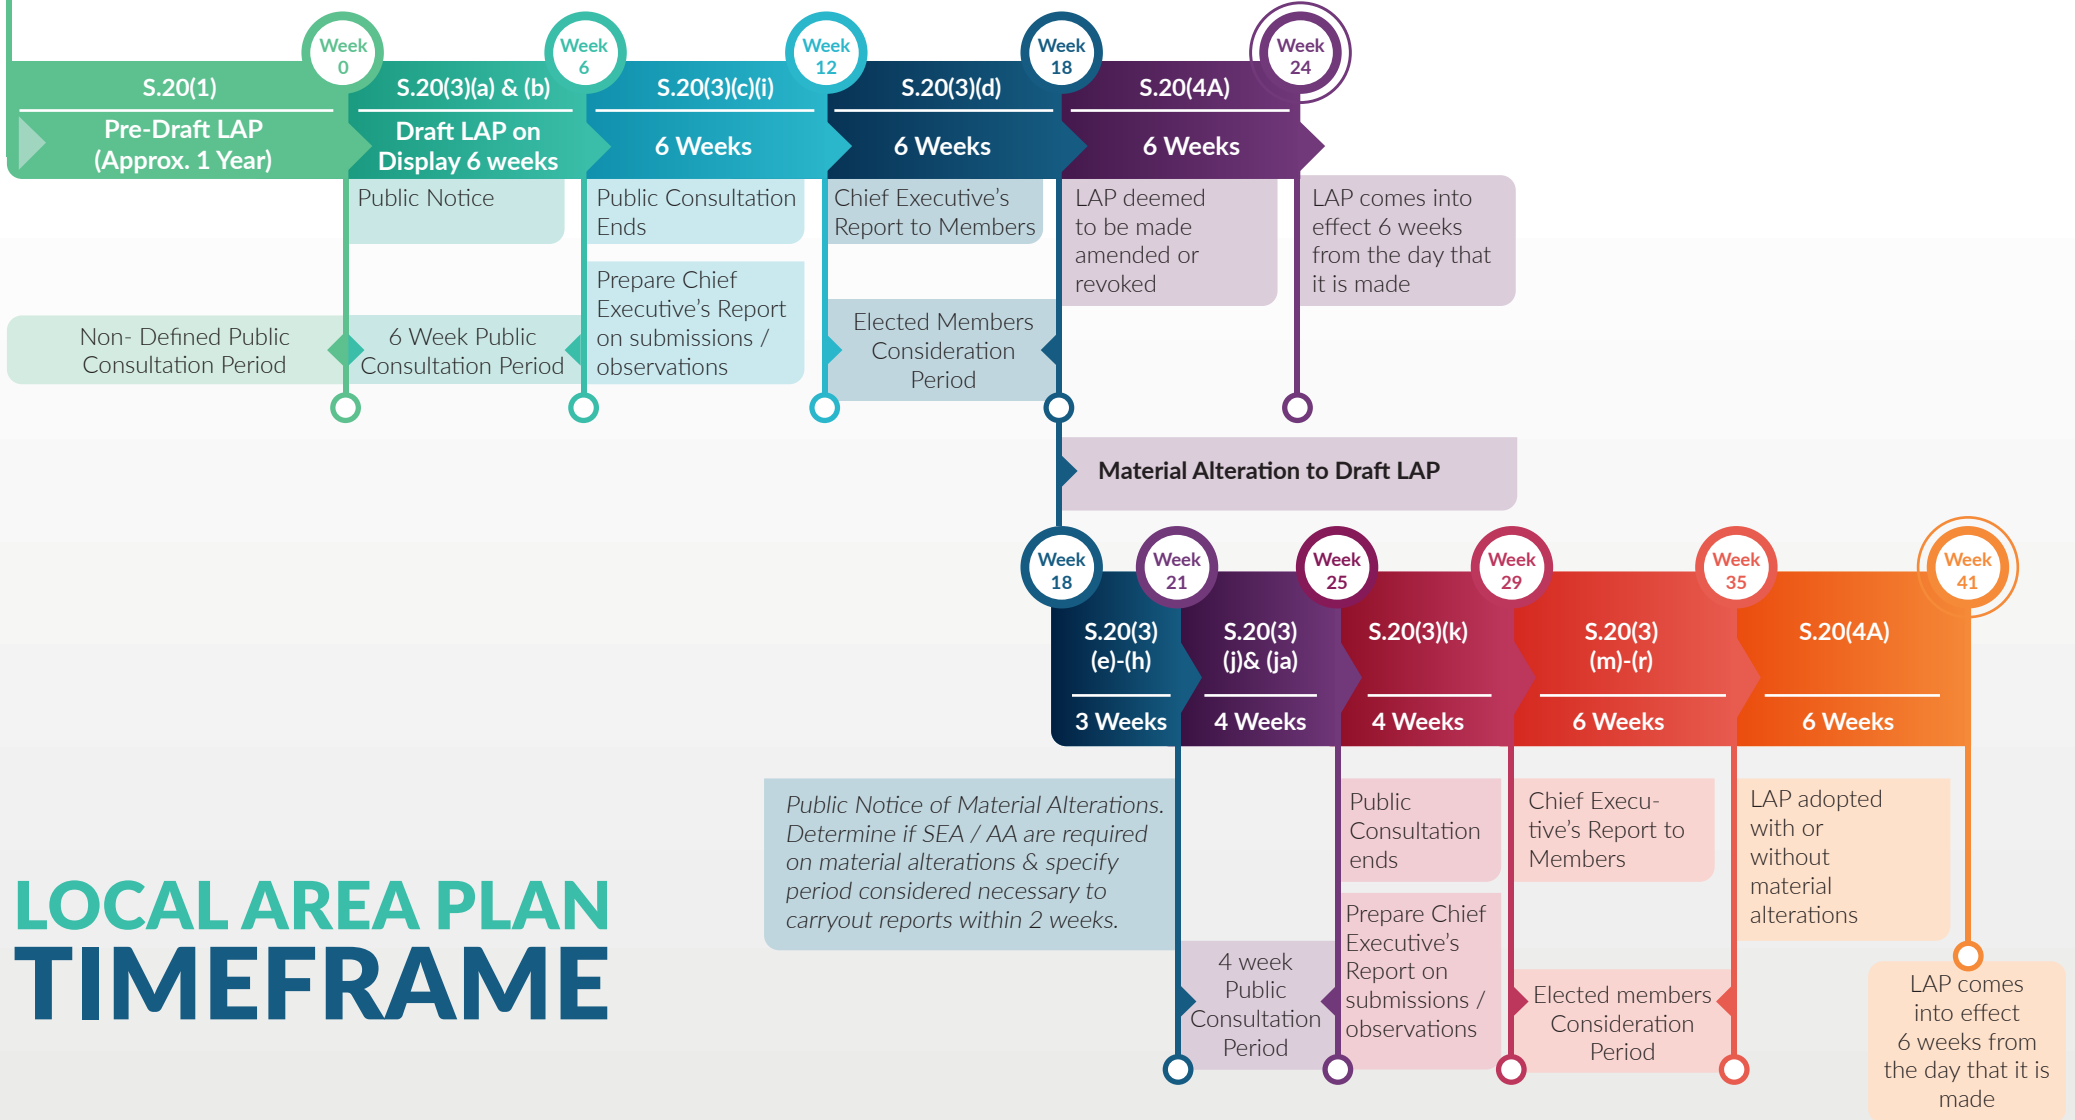 Week
0
Week
6
Week
12
Week
18
Week
24
S.20(1)
Pre-Draft LAP
(Approx. 1 Year)
S.20(3)(a) & (b)
Draft LAP on
Display 6 weeks
S.20(3)(c)(i)
6 Weeks
S.20(3)(d)
6 Weeks
S.20(4A)
6 Weeks
Public Notice
Public Consultation
Ends
Chief Executive's
Report to Members
LAP deemed
to be made
amended or
revoked
LAP comes into
effect 6 weeks
from the day that
it is made
Non- Defined Public
Consultation Period
6 Week Public
Consultation Period
Prepare Chief
Executive's Report
on submissions /
observations
Elected Members
Consideration
Period
Material Alteration to Draft LAP
Week
18
Week
21
Week
25
Week
29
Week
35
Week
41
S.20(3)
(e)-(h)
3 Weeks
S.20(3)
(j)& (ja)
4 Weeks
S.20(3)(k)
4 Weeks
S.20(3)
(m)-(r)
6 Weeks
S.20(4A)
6 Weeks
Public Notice of Material Alterations.
Determine if SEA / AA are required
on material alterations & specify
period considered necessary to
carryout reports within 2 weeks.
4 week
Public
Consultation
Period
Public
Consultation
ends
Prepare Chief
Executive's
Report on
submissions /
observations
Chief Execu-
tive's Report to
Members
Elected members
Consideration
Period
LAP adopted
with or
without
material
alterations
LAP comes
into effect
6 weeks from
the day that it is
made
LOCAL AREA PLAN
TIMEFRAME